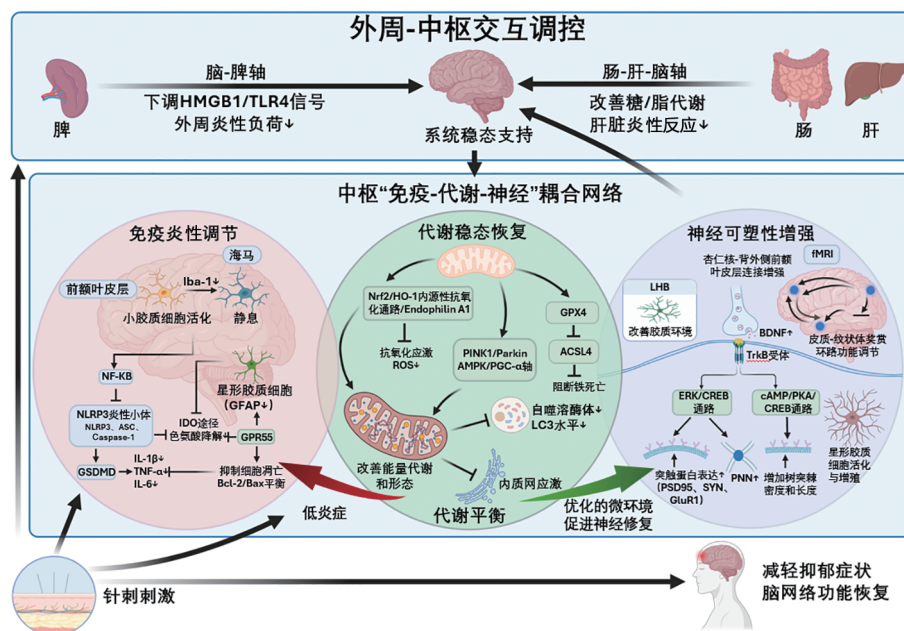 外周-中枢交互调控
脑-脾轴
下调HMGB1/TLR4信号
外周炎性负荷↓
脾
系统稳态支持
肠-肝-脑轴
改善糖/脂代谢
肝脏炎性反应↓
肠
肝
中枢“免疫-代谢-神经”耦合网络
免疫炎性调节
海马
前额叶皮层
Iba-1↓
小胶质细胞活化
静息
NF-KB
星形胶质细胞
(GFAP↓)
NLRP3炎性小体
NLRP3、ASC、
Caspase-1
IDO途径
色氨酸降解
GPR55
GSDMD
IL-1β↓
TNF-α
IL-6↓
抑制细胞凋亡
Bcl-2/Bax平衡
代谢稳态恢复
Nrf2/HO-1内源性抗氧
化通路/Endophilin A1
GPX4
抗氧化应激
ROS↓
PINK1/Parkin
AMPK/PGC-α轴
ACSL4
阻断铁死亡
自噬溶酶体↓
LC3水平↓
改善能量代谢
和形态
内质网应激
代谢平衡
神经可塑性增强
杏仁核-背外侧前额
叶皮层连接增强
fMRI
LHB
改善胶质环境
BDNF↑
皮质-纹状体奖赏
环路功能调节
TrkB受体
ERK/CREB
通路
cAMP/PKA/
CREB通路
突触蛋白表达↑
(PSD95、SYN、
GluR1)
PNN↑
增加树突棘
密度和长度
星形胶质
细胞活化
与增殖
低炎症
优化的微环境
促进神经修复
针刺刺激
减轻抑郁症状
脑网络功能恢复